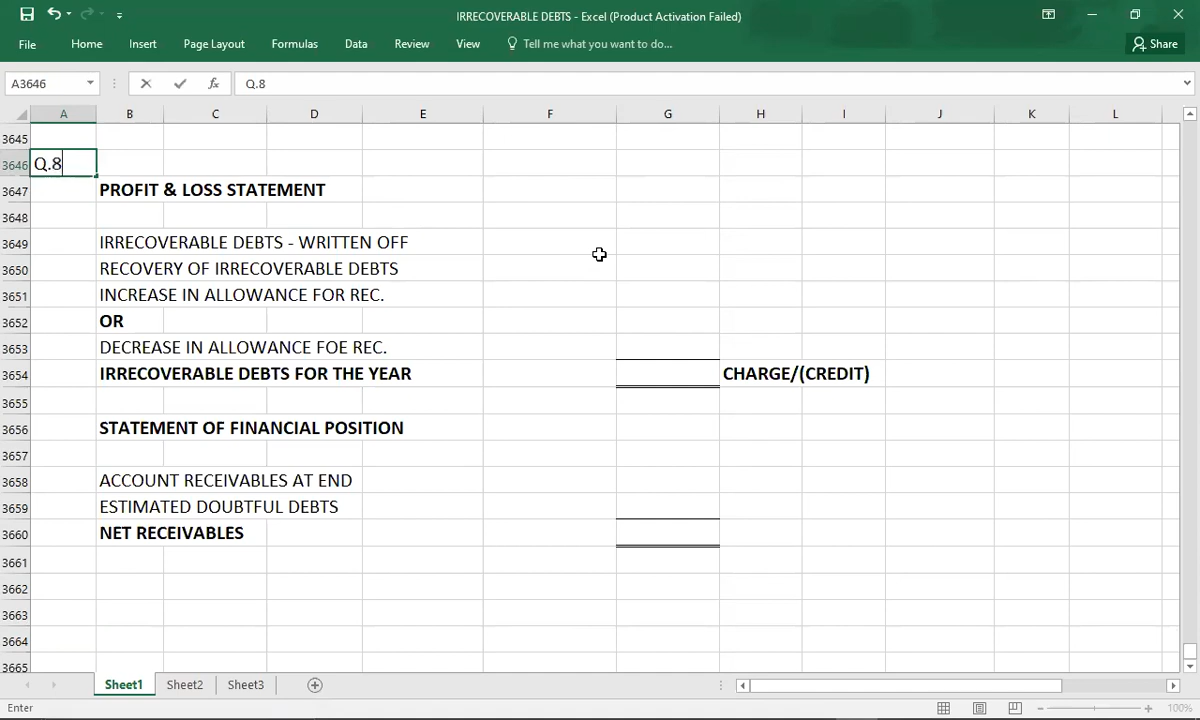 IRRECOVERABLE DEBTS - Excel (Product Activation Failed)
File Home Insert Page Layout Formulas Data Review View Tell me what you want to do... Share
A3646 fx Q.8
A B C D E F G H I J K L
3645
3646 Q.8
3647 PROFIT & LOSS STATEMENT
3648
3649 IRRECOVERABLE DEBTS - WRITTEN OFF
3650 RECOVERY OF IRRECOVERABLE DEBTS
3651 INCREASE IN ALLOWANCE FOR REC.
3652 OR
3653 DECREASE IN ALLOWANCE FOE REC.
3654 IRRECOVERABLE DEBTS FOR THE YEAR CHARGE/(CREDIT)
3655
3656 STATEMENT OF FINANCIAL POSITION
3657
3658 ACCOUNT RECEIVABLES AT END
3659 ESTIMATED DOUBTFUL DEBTS
3660 NET RECEIVABLES
3661
3662
3663
3664
3665
Sheet1 Sheet2 Sheet3
Enter 100%